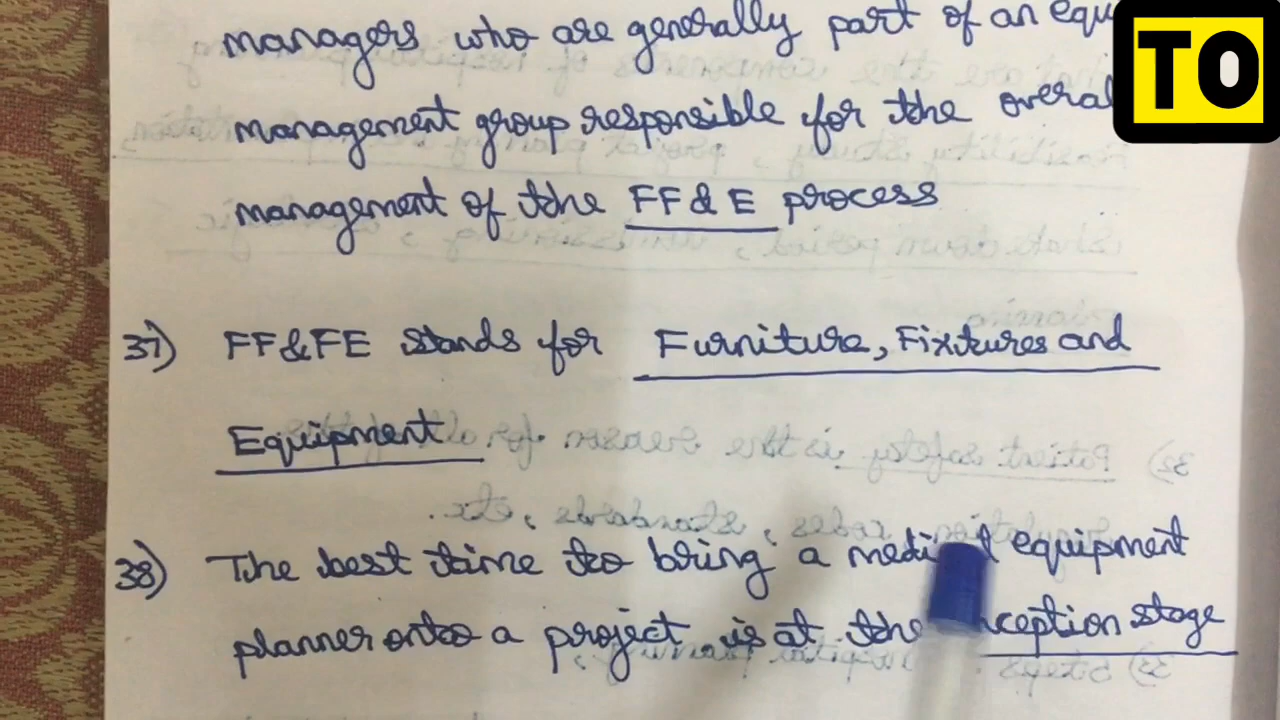 managers who are generally part of an equ
TO
management group responsible for the overal
management of the FF&E process
37) FF&FE stands for Furniture, Fixtures and
Equipment
38) The best time to bring a equipment
planner onto a project is at the stage